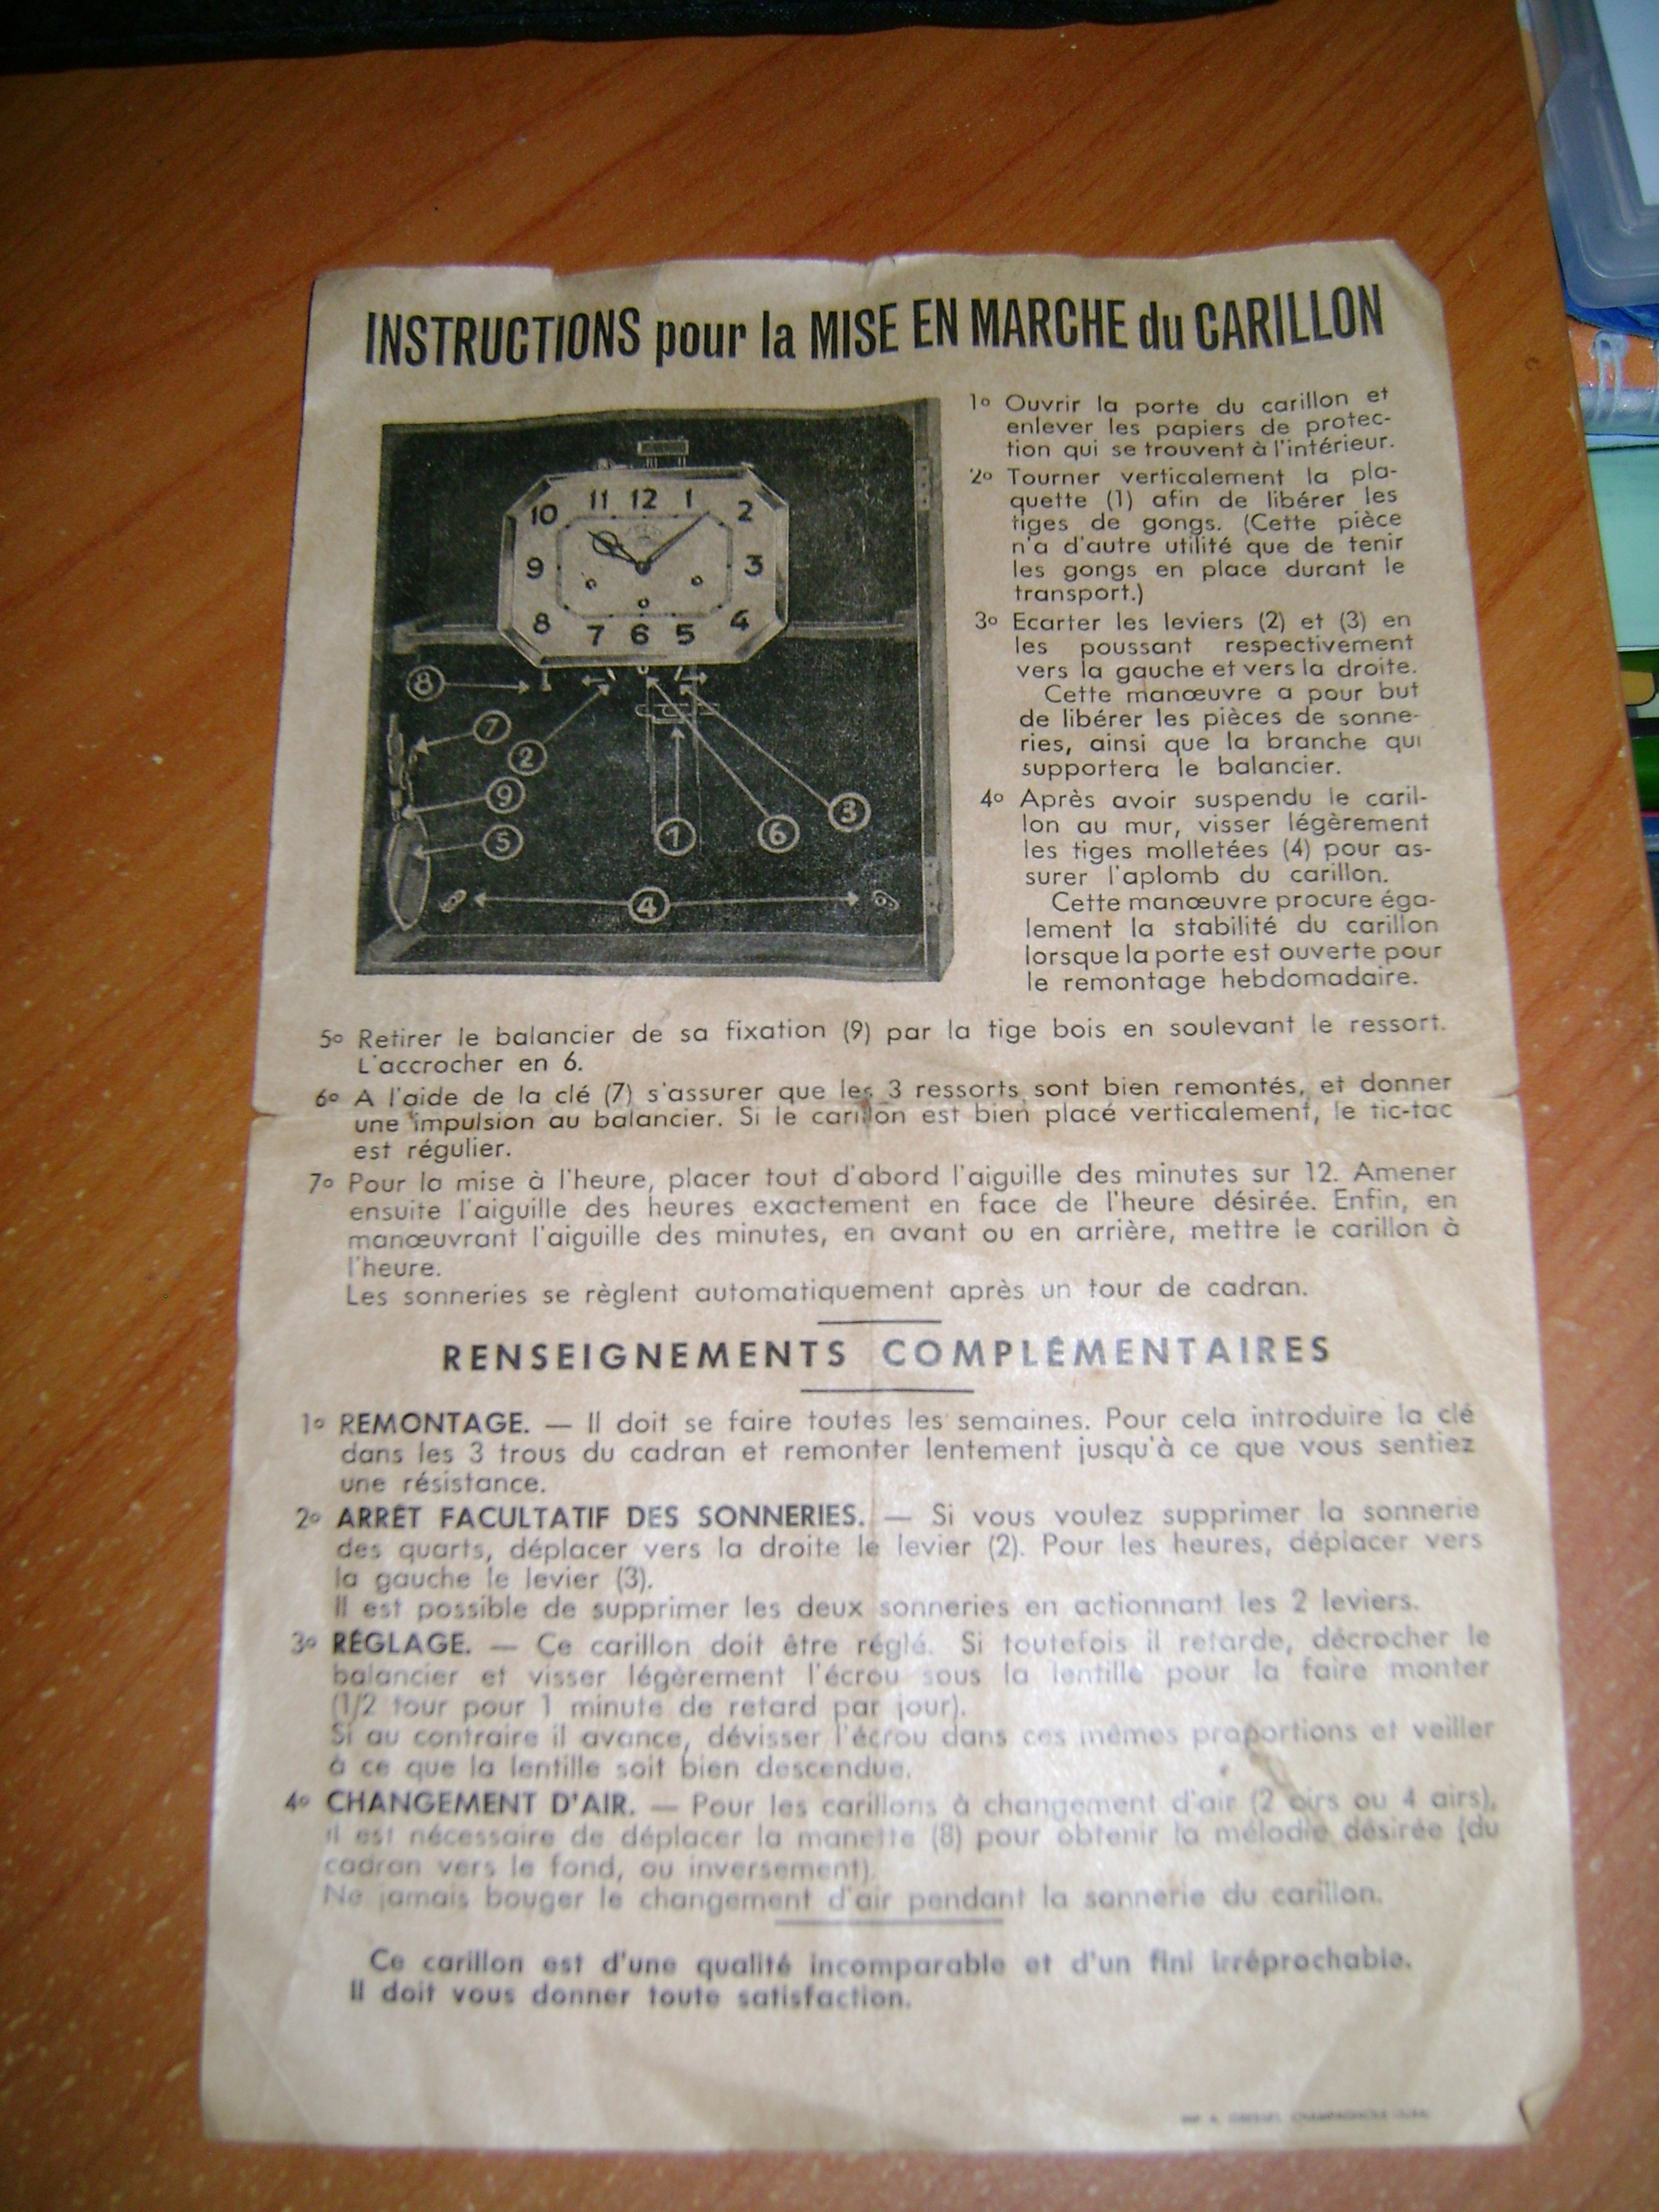 INSTRUCTIONS pour la MISE EN MARCHE du CARILLON
11 12 1
10 2
9 3
8 4
7 6 5
8
7
2
9
3
1 6
5
4
1º Ouvrir la porte du carillon et
enlever les papiers de protec-
tion qui se trouvent à l'intérieur.
2º Tourner verticalement la pla-
quette (1) afin de libérer les
tiges de gongs. (Cette pièce
n'a d'autre utilité que de tenir
les gongs en place durant le
transport.)
3º Ecarter les leviers (2) et (3) en
les poussant respectivement
vers la gauche et vers la droite.
Cette manœuvre a pour but
de libérer les pièces de sonne-
ries, ainsi que la branche qui
supportera le balancier.
4º Après avoir suspendu le caril-
lon au mur, visser légèrement
les tiges molletées (4) pour as-
surer l'aplomb du carillon.
Cette manœuvre procure éga-
lement la stabilité du carillon
lorsque la porte est ouverte pour
le remontage hebdomadaire.
5º Retirer le balancier de sa fixation (9) par la tige bois en soulevant le ressort.
L'accrocher en 6.
6º A l'aide de la clé (7) s'assurer que les 3 ressorts sont bien remontés, et donner
une impulsion au balancier. Si le carillon est bien placé verticalement, le tic-tac
est régulier.
7º Pour la mise à l'heure, placer tout d'abord l'aiguille des minutes sur 12. Amener
ensuite l'aiguille des heures exactement en face de l'heure désirée. Enfin, en
manœuvrant l'aiguille des minutes, en avant ou en arrière, mettre le carillon à
l'heure.
Les sonneries se règlent automatiquement après un tour de cadran.
RENSEIGNEMENTS COMPLÉMENTAIRES
1º REMONTAGE. — Il doit se faire toutes les semaines. Pour cela introduire la clé
dans les 3 trous du cadran et remonter lentement jusqu'à ce que vous sentiez
une résistance.
2º ARRÊT FACULTATIF DES SONNERIES. — Si vous voulez supprimer la sonnerie
des quarts, déplacer vers la droite le levier (2). Pour les heures, déplacer vers
la gauche le levier (3).
Il est possible de supprimer les deux sonneries en actionnant les 2 leviers.
3º RÉGLAGE. — Ce carillon doit être réglé. Si toutefois il retarde, décrocher le
balancier et visser légèrement l'écrou sous la lentille pour la faire monter
(1/2 tour pour 1 minute de retard par jour).
Si au contraire il avance, dévisser l'écrou dans ces mêmes proportions et veiller
à ce que la lentille soit bien descendue.
4º CHANGEMENT D'AIR. — Pour les carillons à changement d'air (2 airs ou 4 airs),
il est nécessaire de déplacer la manette (8) pour obtenir la mélodie désirée (du
cadran vers le fond, ou inversement).
Ne jamais bouger le changement d'air pendant la sonnerie du carillon.
Ce carillon est d'une qualité incomparable et d'un fini irréprochable.
Il doit vous donner toute satisfaction.